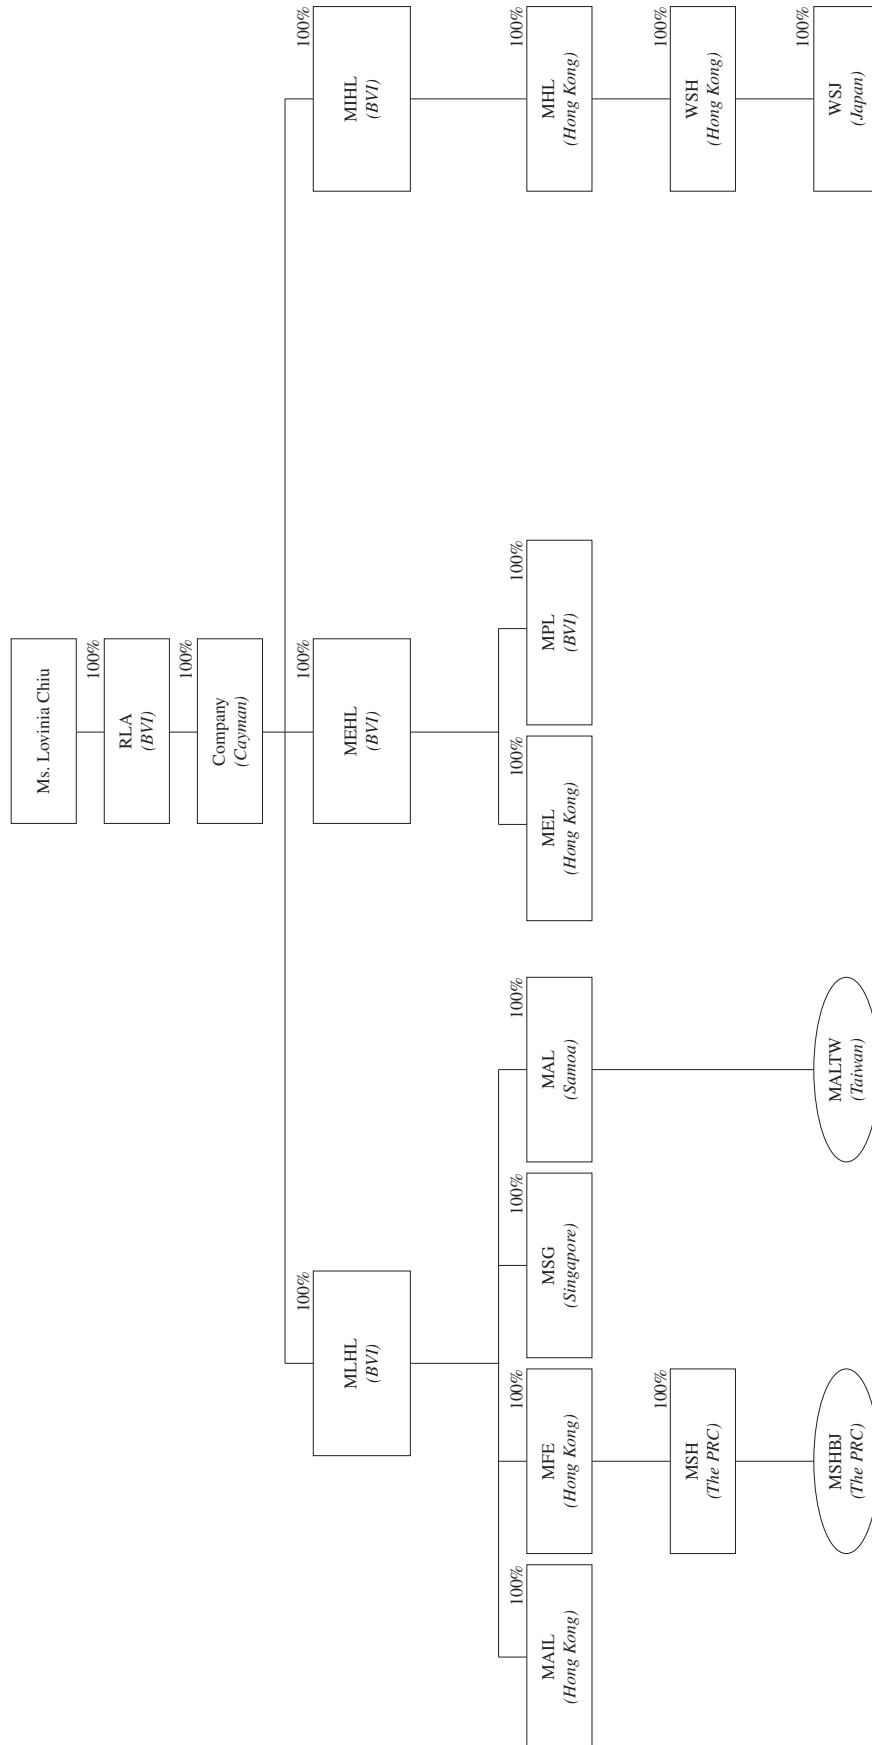 Ms. Lovinia Chiu
100%
RLA
(BVI)
100%
Company
(Cayman)
100%
MLHL
(BVI)
100%
MEHL
(BVI)
100%
MIHL
(BVI)
100%
MAIL
(Hong Kong)
100%
MFE
(Hong Kong)
100%
MSG
(Singapore)
100%
MAL
(Samoa)
100%
MEL
(Hong Kong)
100%
MPL
(BVI)
100%
MHL
(Hong Kong)
100%
MSH
(The PRC)
100%
WSH
(Hong Kong)
MSHBJ
(The PRC)
MALTW
(Taiwan)
100%
WSJ
(Japan)